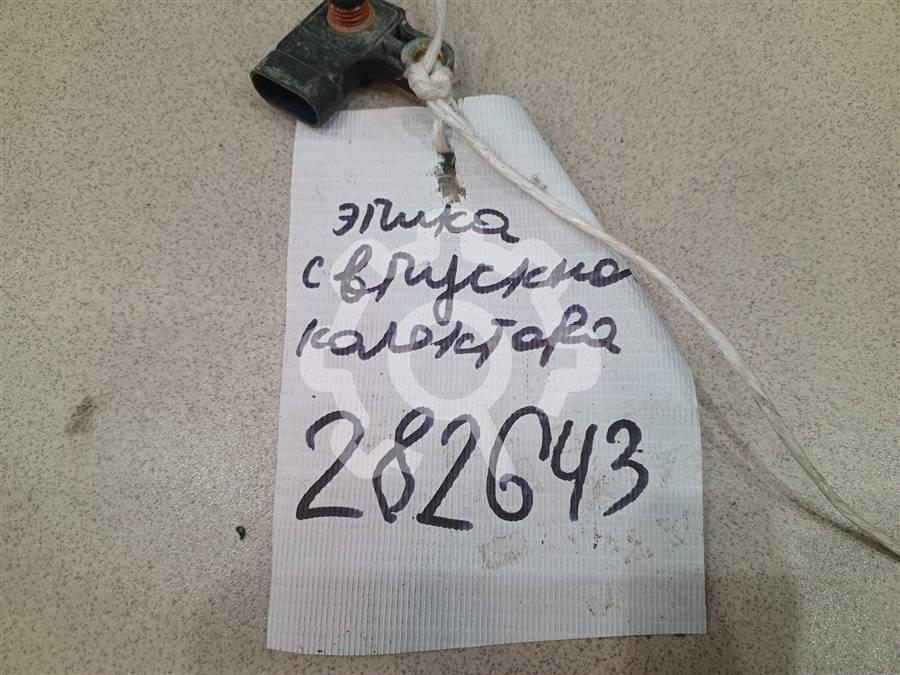 эпика
с впускно
колектора
282643